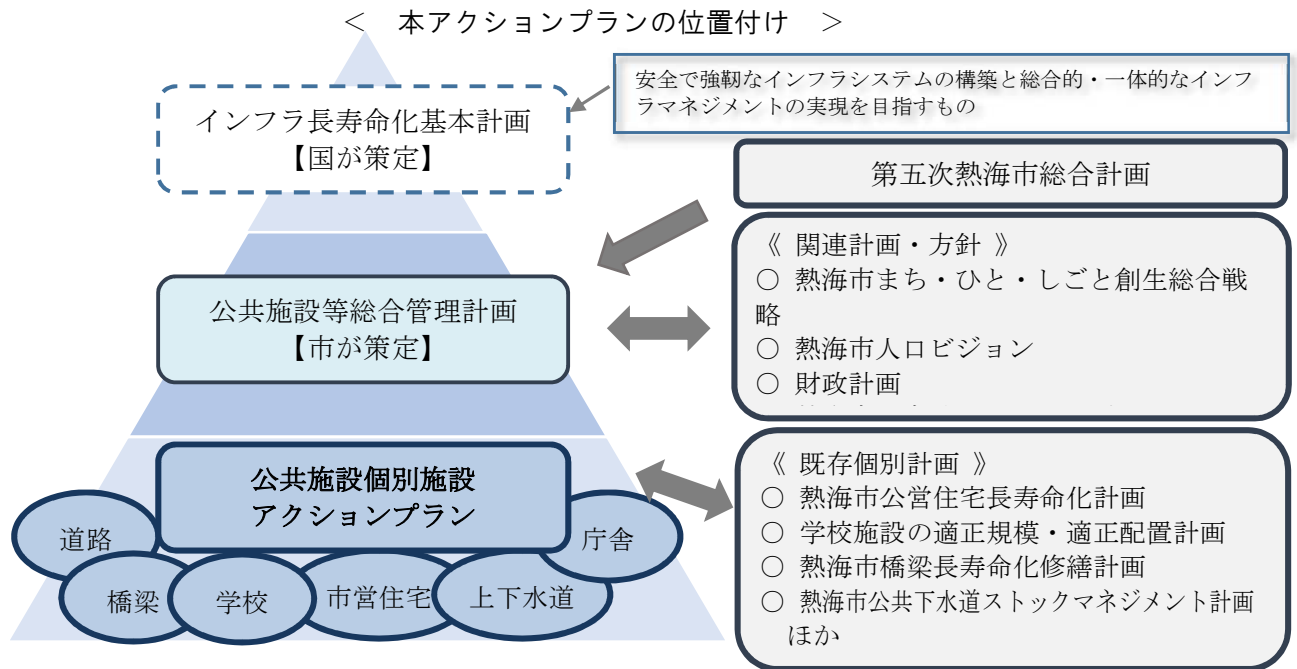 ＜　本アクションプランの位置付け　＞
安全で強靭なインフラシステムの構築と総合的・一体的なインフ
ラマネジメントの実現を目指すもの
インフラ長寿命化基本計画
【国が策定】
第五次熱海市総合計画
《 関連計画・方針 》
○ 熱海市まち・ひと・しごと創生総合戦
略
○ 熱海市人口ビジョン
○ 財政計画
公共施設等総合管理計画
【市が策定】
公共施設個別施設
アクションプラン
《 既存個別計画 》
○ 熱海市公営住宅長寿命化計画
○ 学校施設の適正規模・適正配置計画
○ 熱海市橋梁長寿命化修繕計画
○ 熱海市公共下水道ストックマネジメント計画
ほか
道路
橋梁
学校
市営住宅
上下水道
庁舎